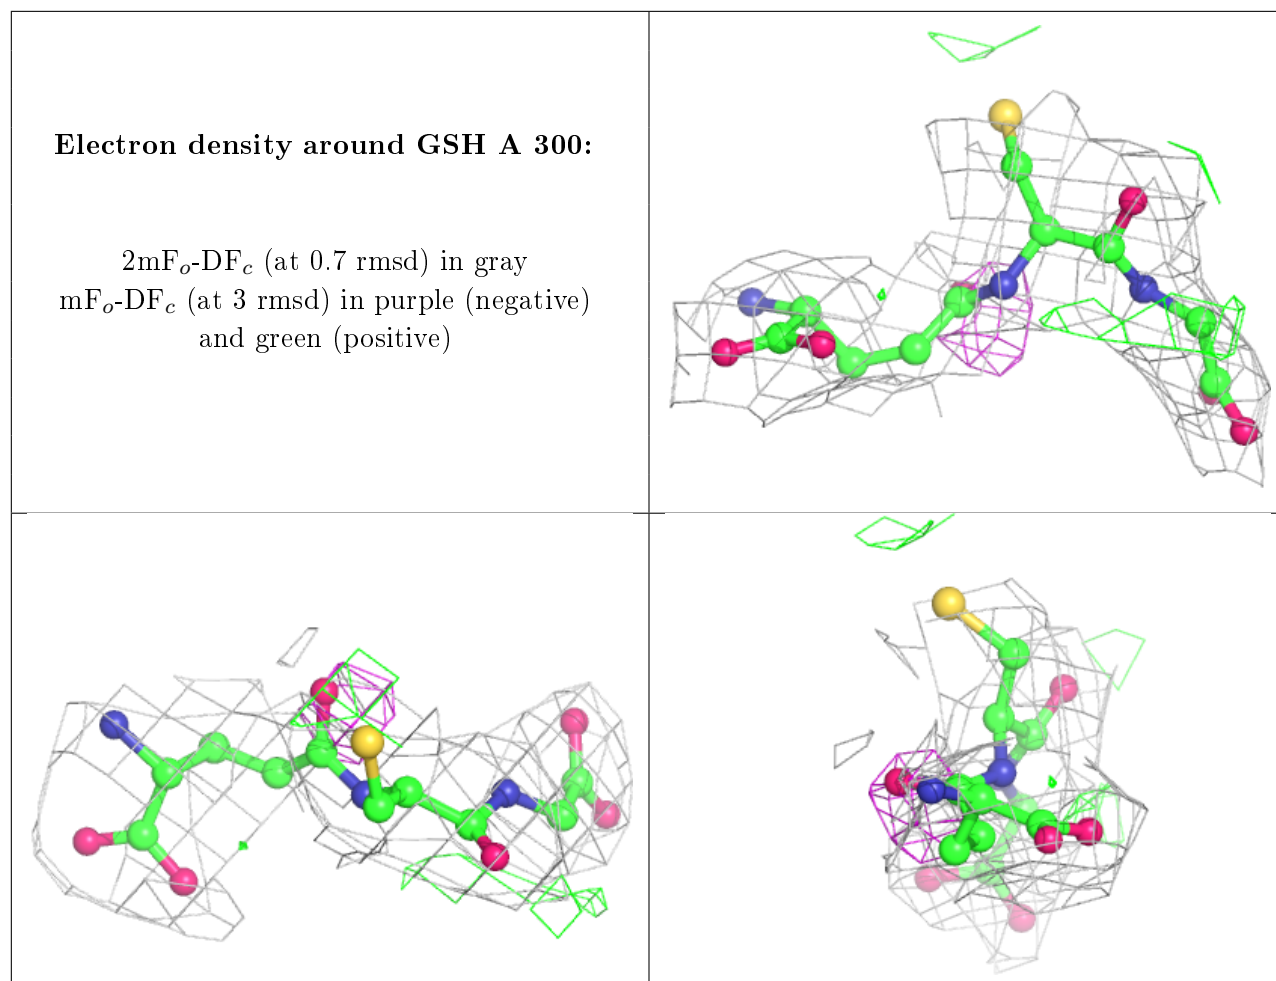 Electron density around GSH A 300:
2mFₒ-DF𝒸 (at 0.7 rmsd) in gray
mFₒ-DF𝒸 (at 3 rmsd) in purple (negative)
and green (positive)